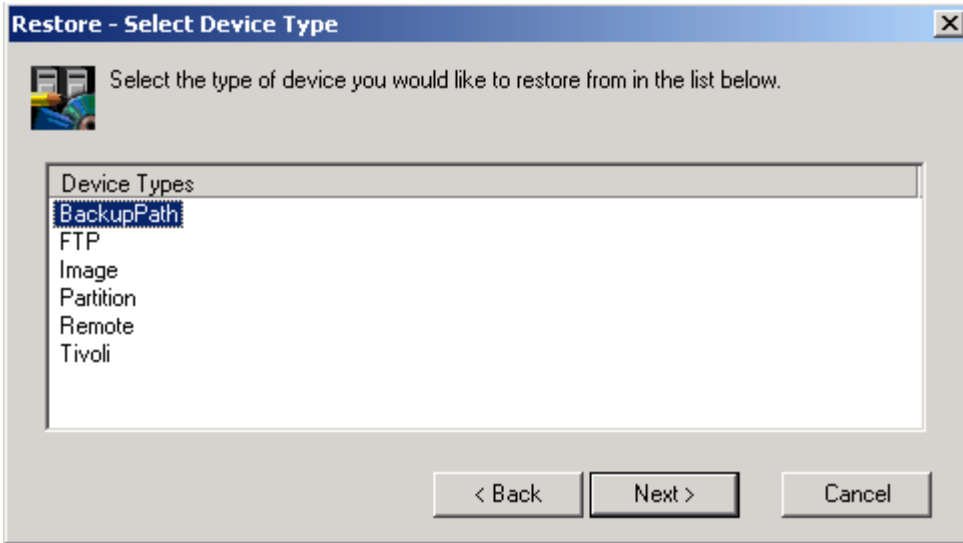 Restore - Select Device Type
Select the type of device you would like to restore from in the list below.
Device Types
BackupPath
FTP
Image
Partition
Remote
Tivoli
< Back
Next >
Cancel